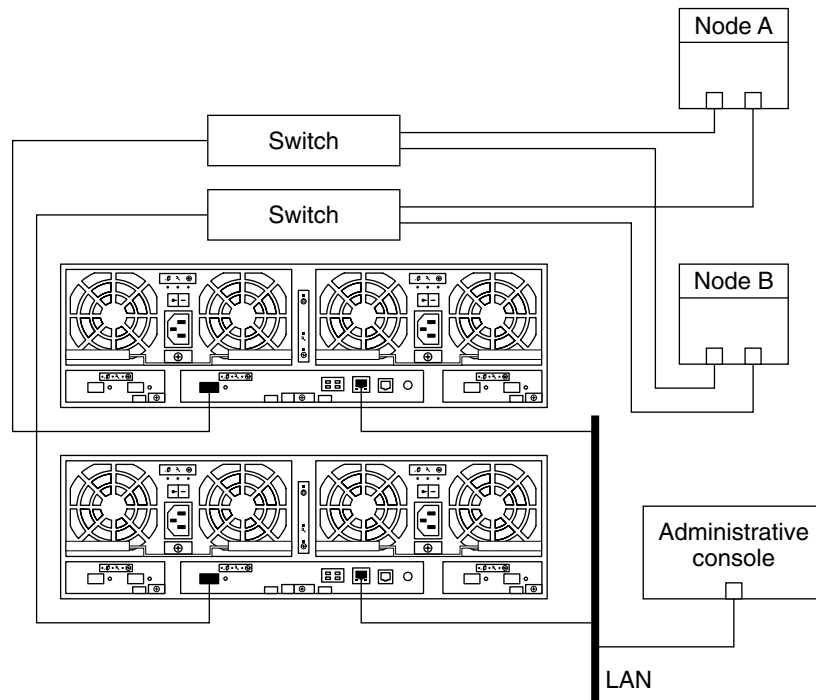 Node A
Switch
Switch
Node B
Administrative
console
LAN